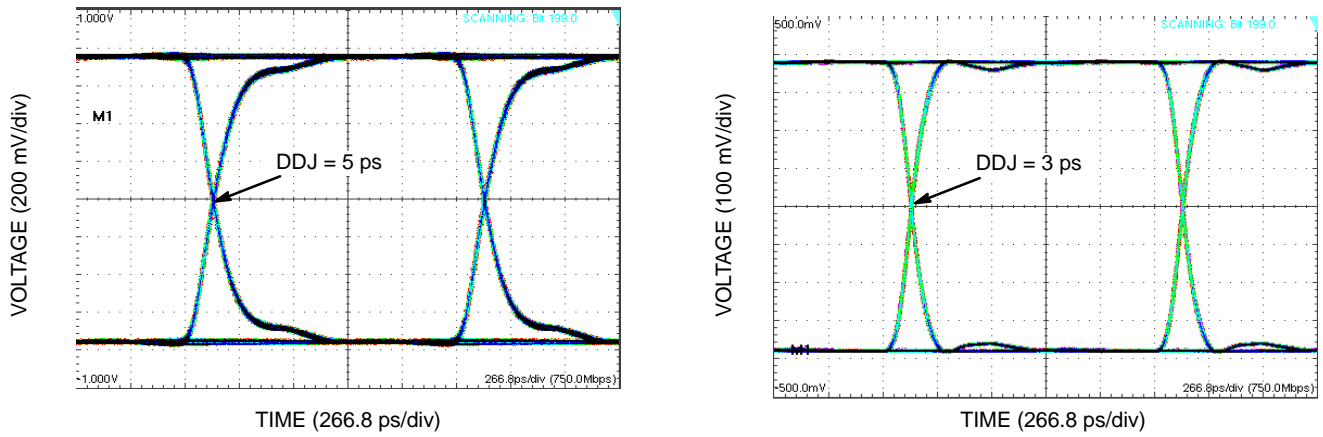 1.000V
SCANNING: Bit 199.0
M1
DDJ = 5 ps
VOLTAGE (200 mV/div)
-1.000V
266.8ps/div (750.0Mbps)
TIME (266.8 ps/div)
500.0mV
SCANNING: Bit 199.0
DDJ = 3 ps
VOLTAGE (100 mV/div)
M1
-500.0mV
266.8ps/div (750.0Mbps)
TIME (266.8 ps/div)